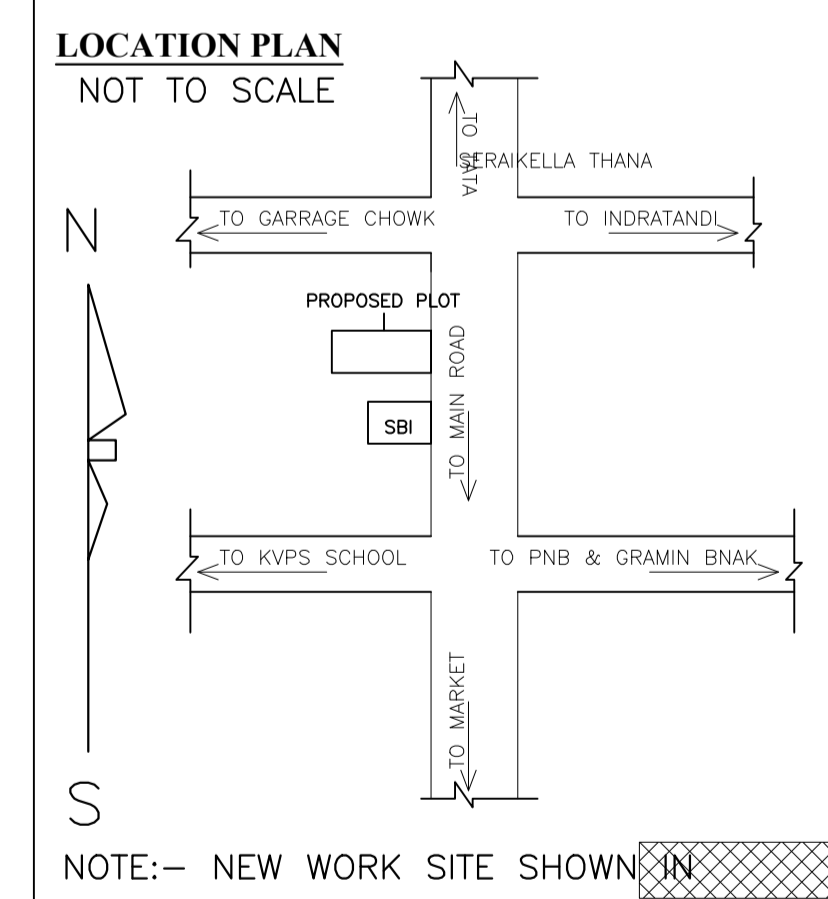 LOCATION PLAN
NOT TO SCALE
TO TATA
SERAIKELLA THANA
N
TO GARRAGE CHOWK
TO INDRATANDI
PROPOSED PLOT
TO MAIN ROAD
SBI
TO KVPS SCHOOL
TO PNB & GRAMIN BNAK
TO MARKET
S
NOTE:- NEW WORK SITE SHOWN IN